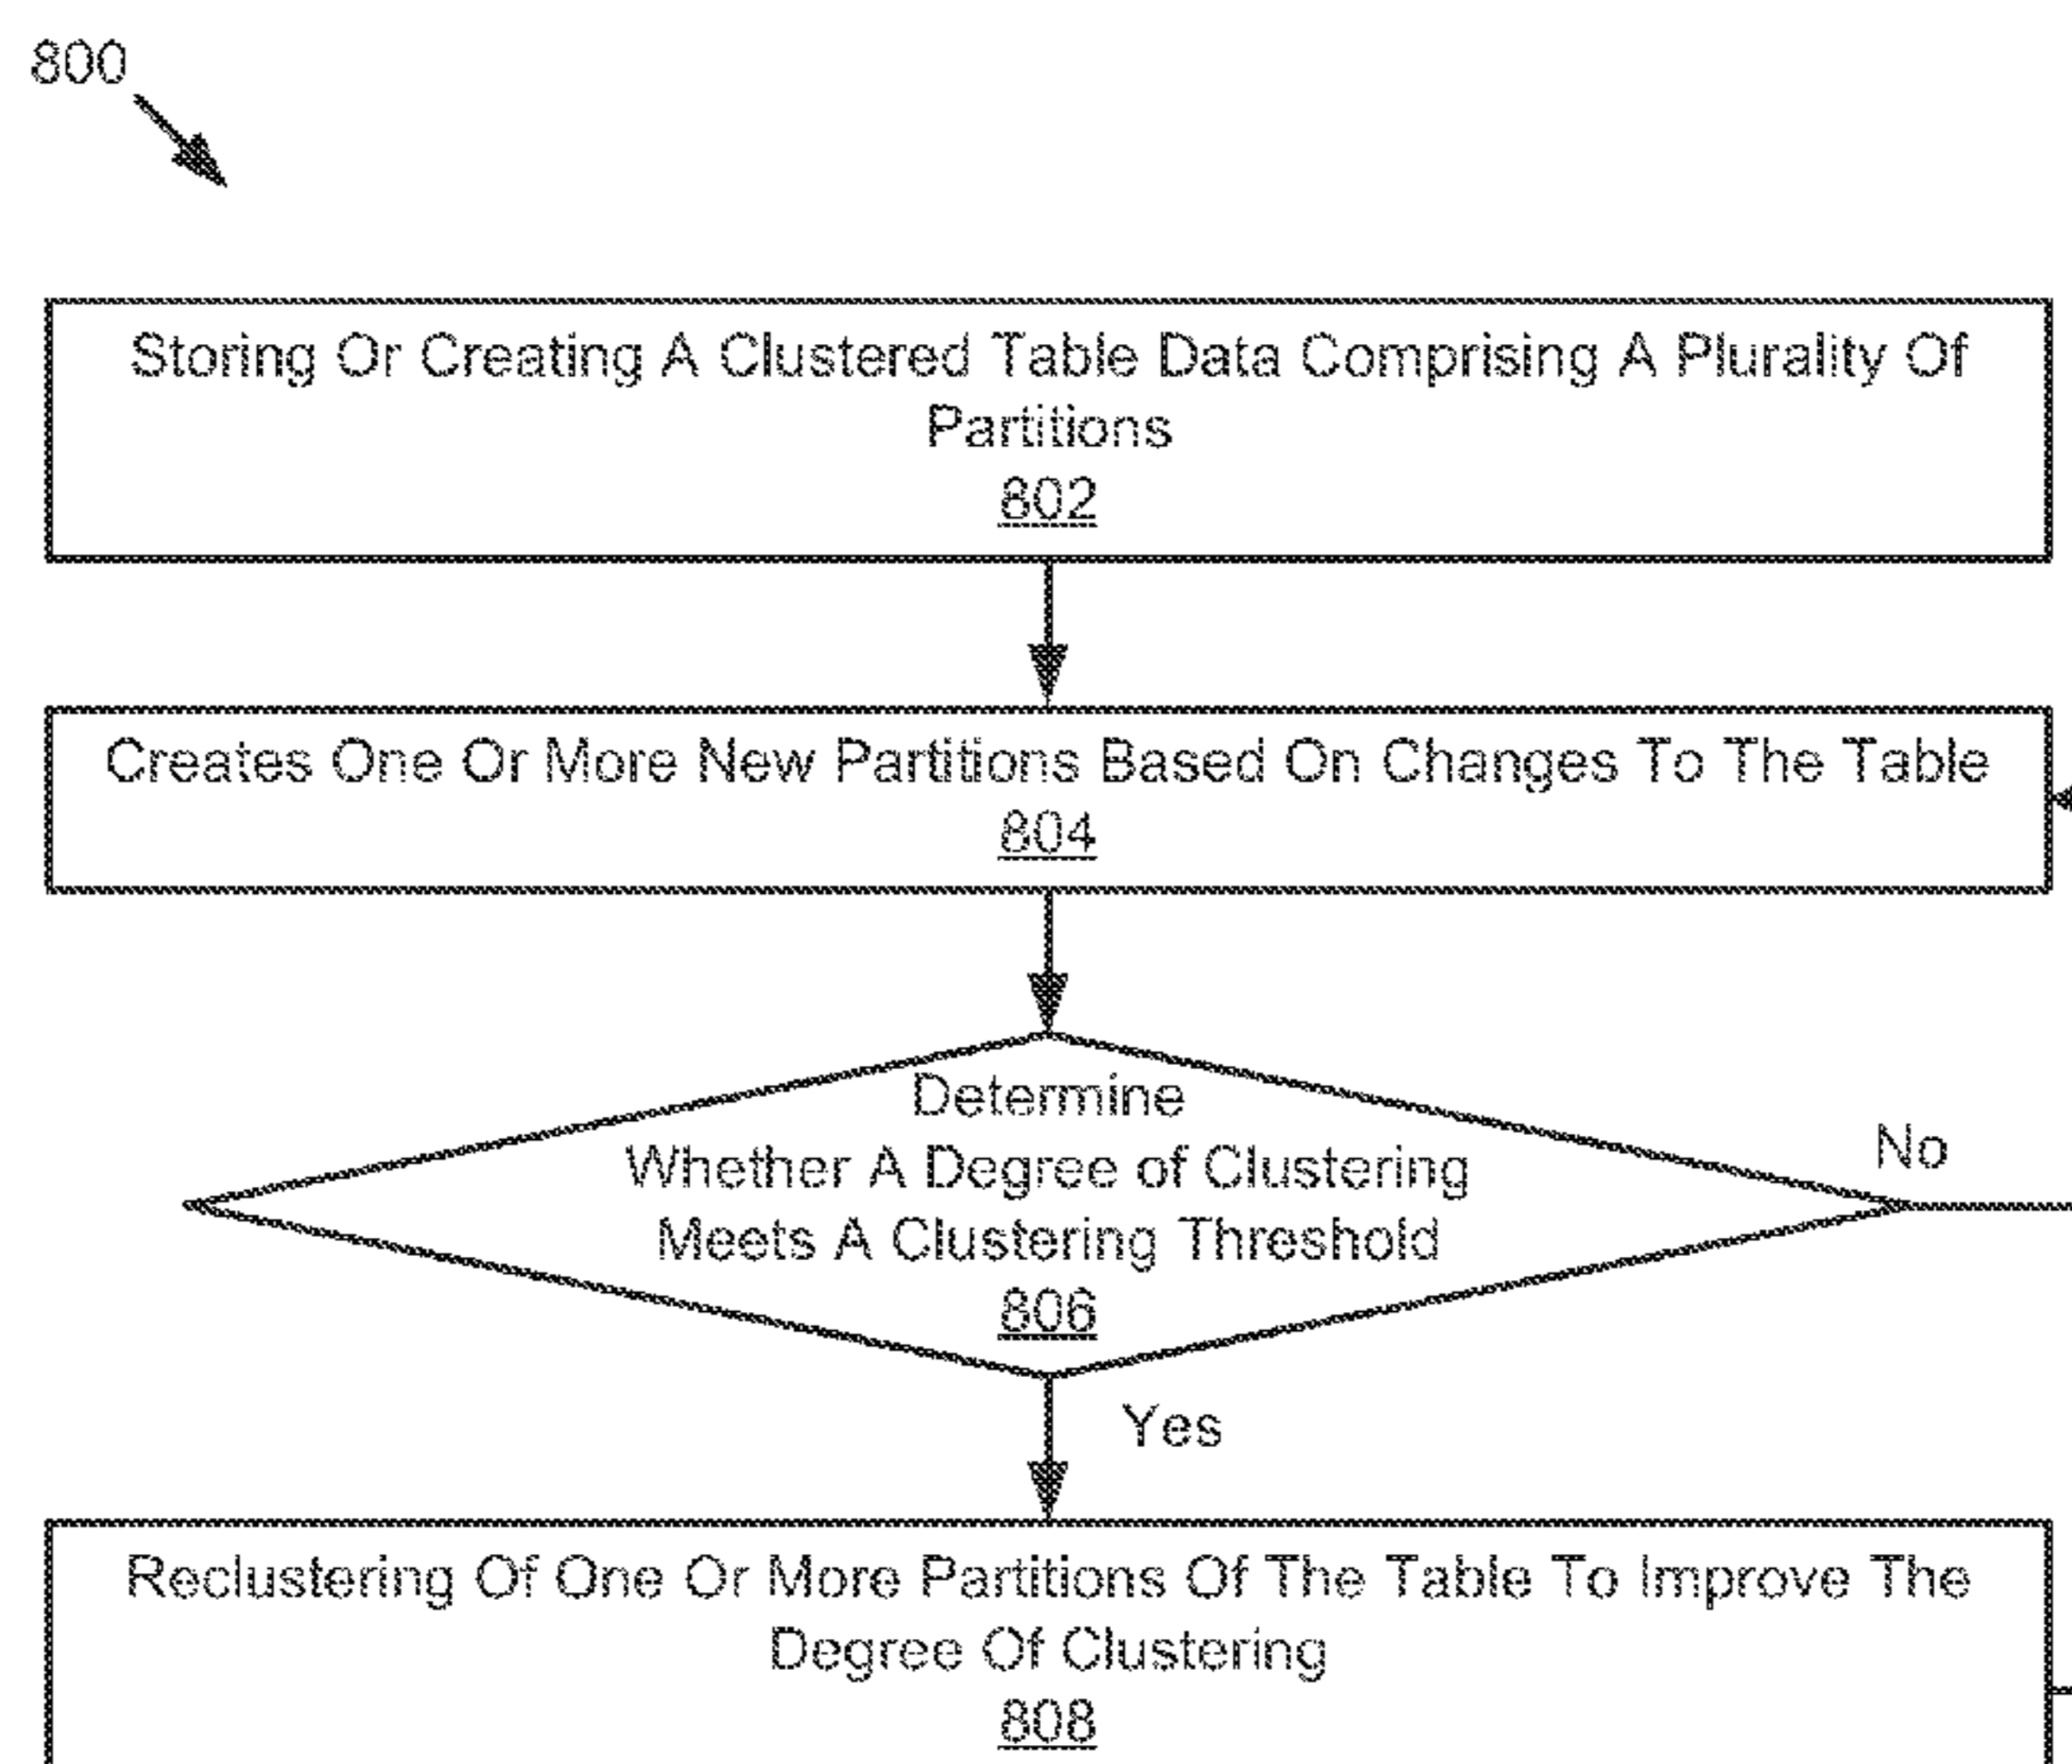 800
Storing Or Creating A Clustered Table Data Comprising A Plurality Of
Partitions
802
Creates One Or More New Partitions Based On Changes To The Table
804
Determine
Whether A Degree of Clustering
Meets A Clustering Threshold
806
No
Yes
Reclustering Of One Or More Partitions Of The Table To Improve The
Degree Of Clustering
808